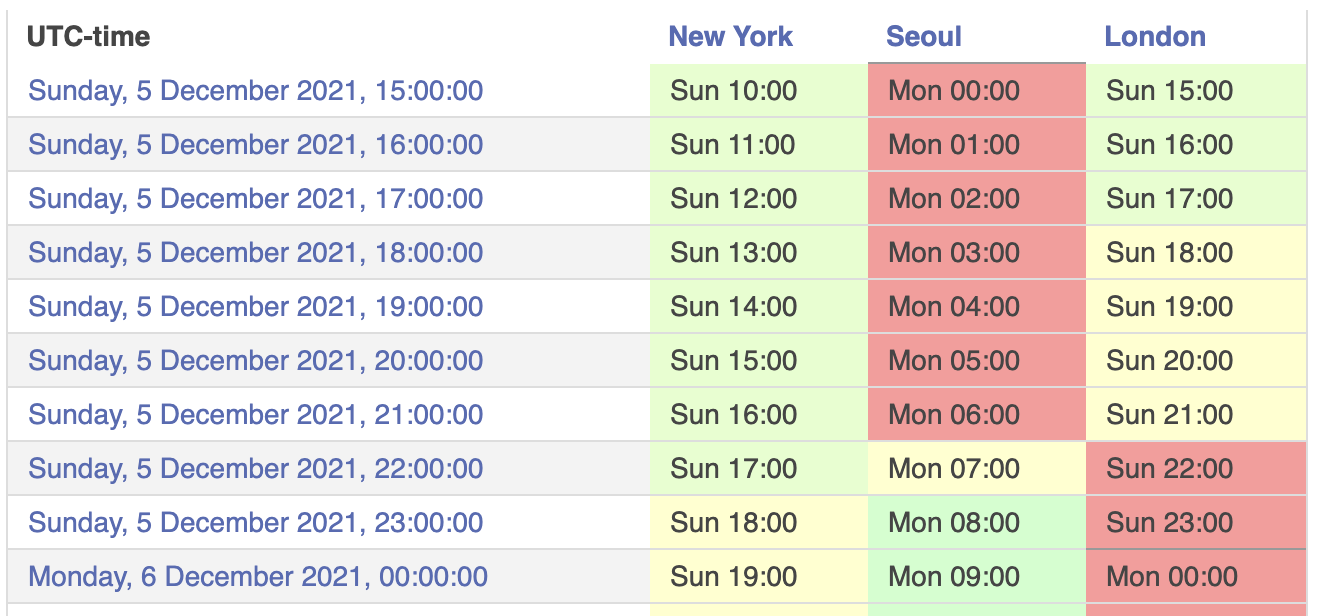 UTC-time New York Seoul London
Sunday, 5 December 2021, 15:00:00 Sun 10:00 Mon 00:00 Sun 15:00
Sunday, 5 December 2021, 16:00:00 Sun 11:00 Mon 01:00 Sun 16:00
Sunday, 5 December 2021, 17:00:00 Sun 12:00 Mon 02:00 Sun 17:00
Sunday, 5 December 2021, 18:00:00 Sun 13:00 Mon 03:00 Sun 18:00
Sunday, 5 December 2021, 19:00:00 Sun 14:00 Mon 04:00 Sun 19:00
Sunday, 5 December 2021, 20:00:00 Sun 15:00 Mon 05:00 Sun 20:00
Sunday, 5 December 2021, 21:00:00 Sun 16:00 Mon 06:00 Sun 21:00
Sunday, 5 December 2021, 22:00:00 Sun 17:00 Mon 07:00 Sun 22:00
Sunday, 5 December 2021, 23:00:00 Sun 18:00 Mon 08:00 Sun 23:00
Monday, 6 December 2021, 00:00:00 Sun 19:00 Mon 09:00 Mon 00:00